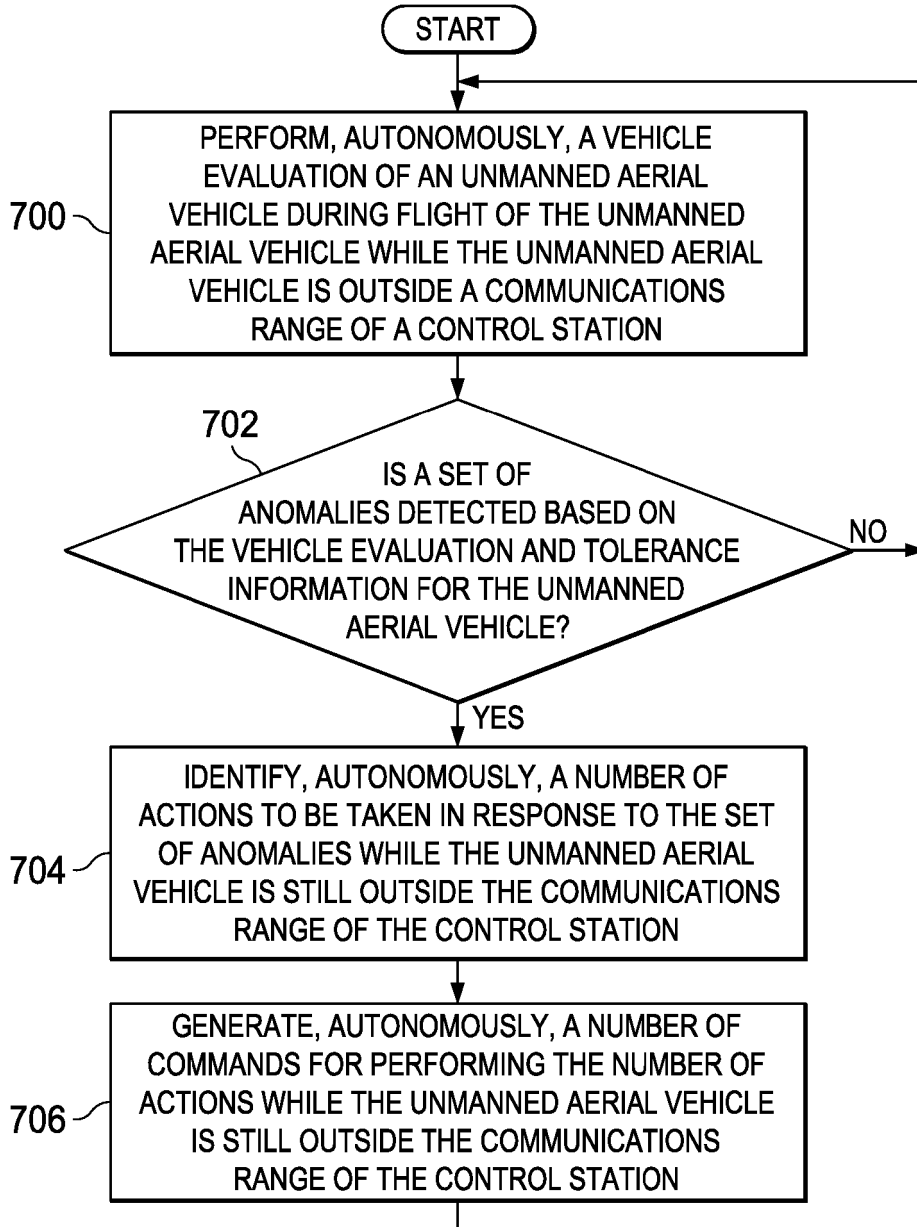 START
PERFORM, AUTONOMOUSLY, A VEHICLE
EVALUATION OF AN UNMANNED AERIAL
VEHICLE DURING FLIGHT OF THE UNMANNED
AERIAL VEHICLE WHILE THE UNMANNED AERIAL
VEHICLE IS OUTSIDE A COMMUNICATIONS
RANGE OF A CONTROL STATION
700
702
IS A SET OF
ANOMALIES DETECTED BASED ON
THE VEHICLE EVALUATION AND TOLERANCE
INFORMATION FOR THE UNMANNED
AERIAL VEHICLE?
NO
YES
IDENTIFY, AUTONOMOUSLY, A NUMBER OF
ACTIONS TO BE TAKEN IN RESPONSE TO THE SET
OF ANOMALIES WHILE THE UNMANNED AERIAL
VEHICLE IS STILL OUTSIDE THE COMMUNICATIONS
RANGE OF THE CONTROL STATION
704
GENERATE, AUTONOMOUSLY, A NUMBER OF
COMMANDS FOR PERFORMING THE NUMBER OF
ACTIONS WHILE THE UNMANNED AERIAL VEHICLE
IS STILL OUTSIDE THE COMMUNICATIONS
RANGE OF THE CONTROL STATION
706